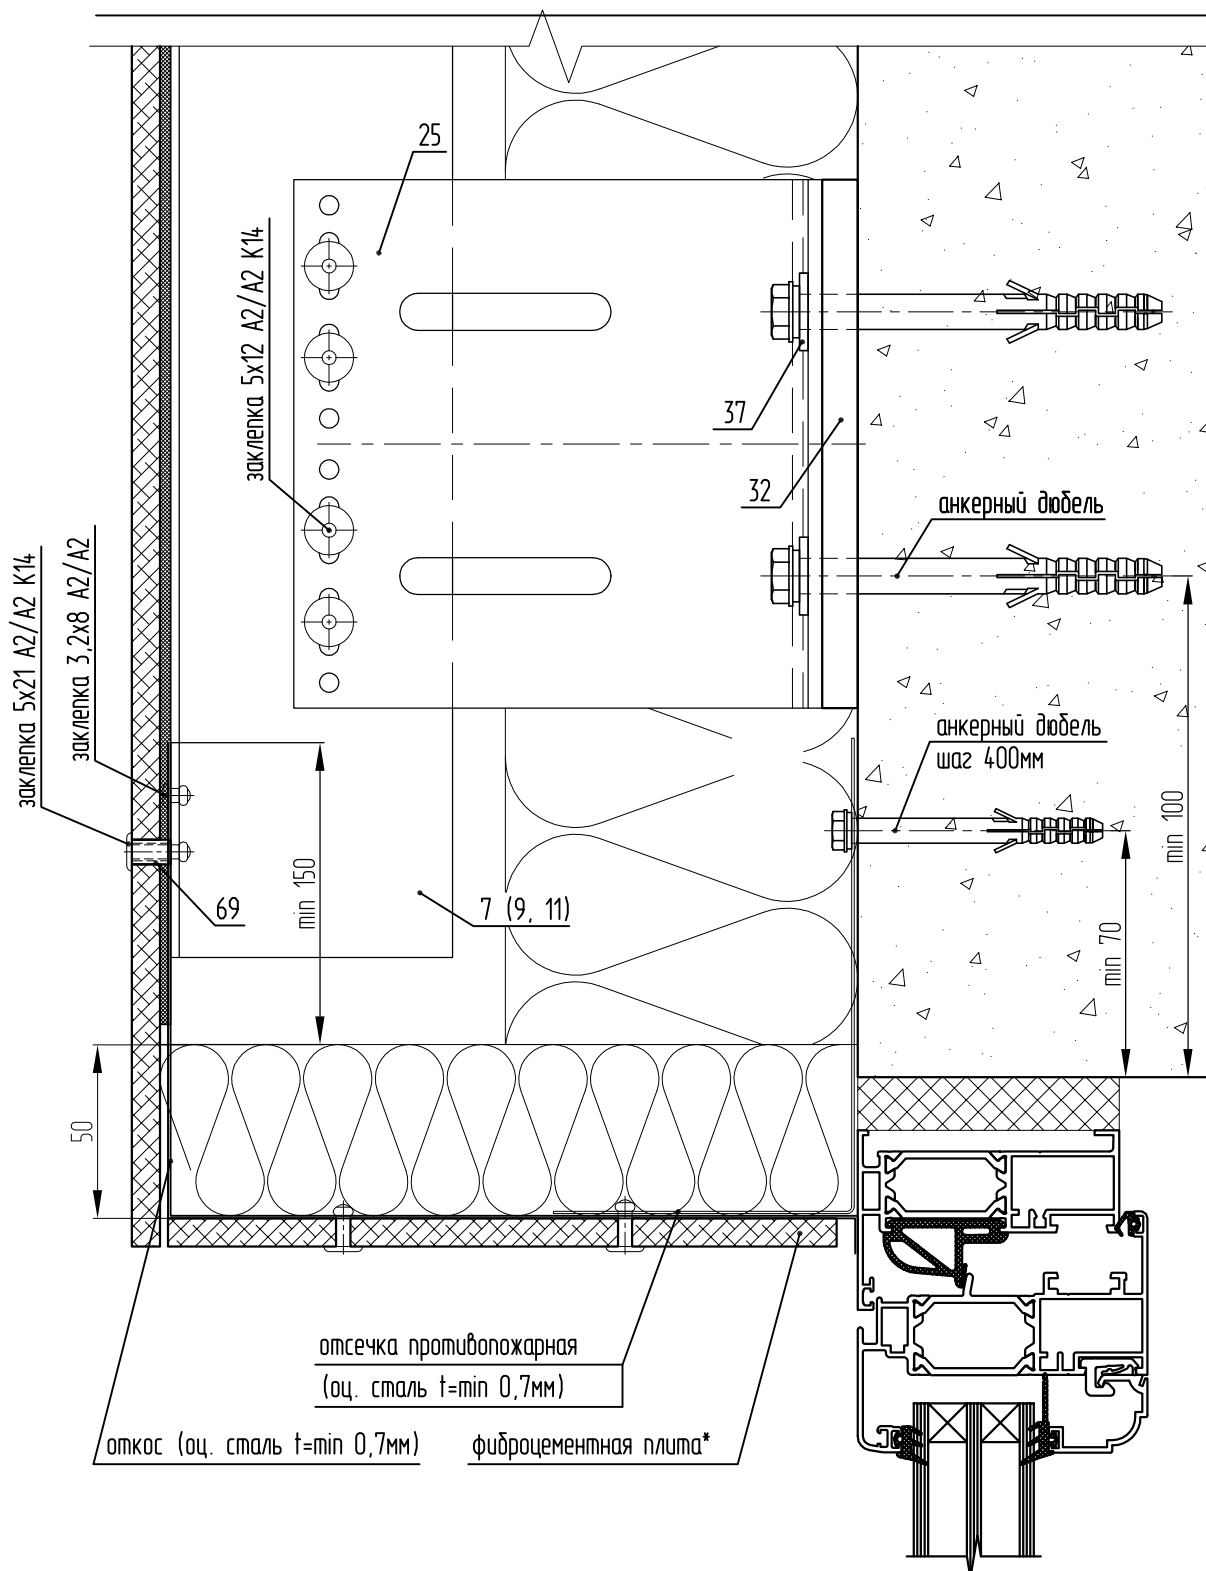 25
заклепка 5х12 А2/А2 К14
37
32
анкерный дюбель
заклепка 5х21 А2/А2 К14
заклепка 3,2х8 А2/А2
анкерный дюбель
шаг 400мм
min 100
min 150
69
7 (9, 11)
min 70
50
отсечка противопожарная
(оц. сталь t=min 0,7мм)
откос (оц. сталь t=min 0,7мм)
фиброцементная плита*